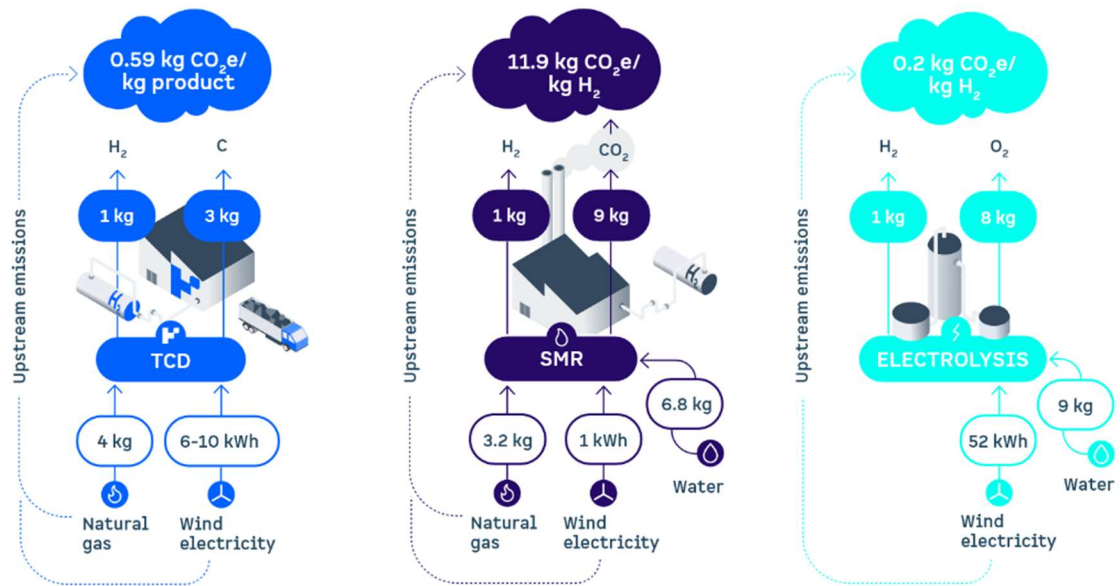 0.59 kg CO₂e/
kg product
H₂
C
1 kg
3 kg
H₂
TCD
4 kg
6-10 kWh
Natural
gas
Wind
electricity
Upstream emissions
11.9 kg CO₂e/
kg H₂
H₂
CO₂
1 kg
9 kg
H₂
SMR
6.8 kg
3.2 kg
1 kWh
Water
Natural
gas
Wind
electricity
Upstream emissions
0.2 kg CO₂e/
kg H₂
H₂
O₂
1 kg
8 kg
ELECTROLYSIS
9 kg
52 kWh
Water
Wind
electricity
Upstream emissions